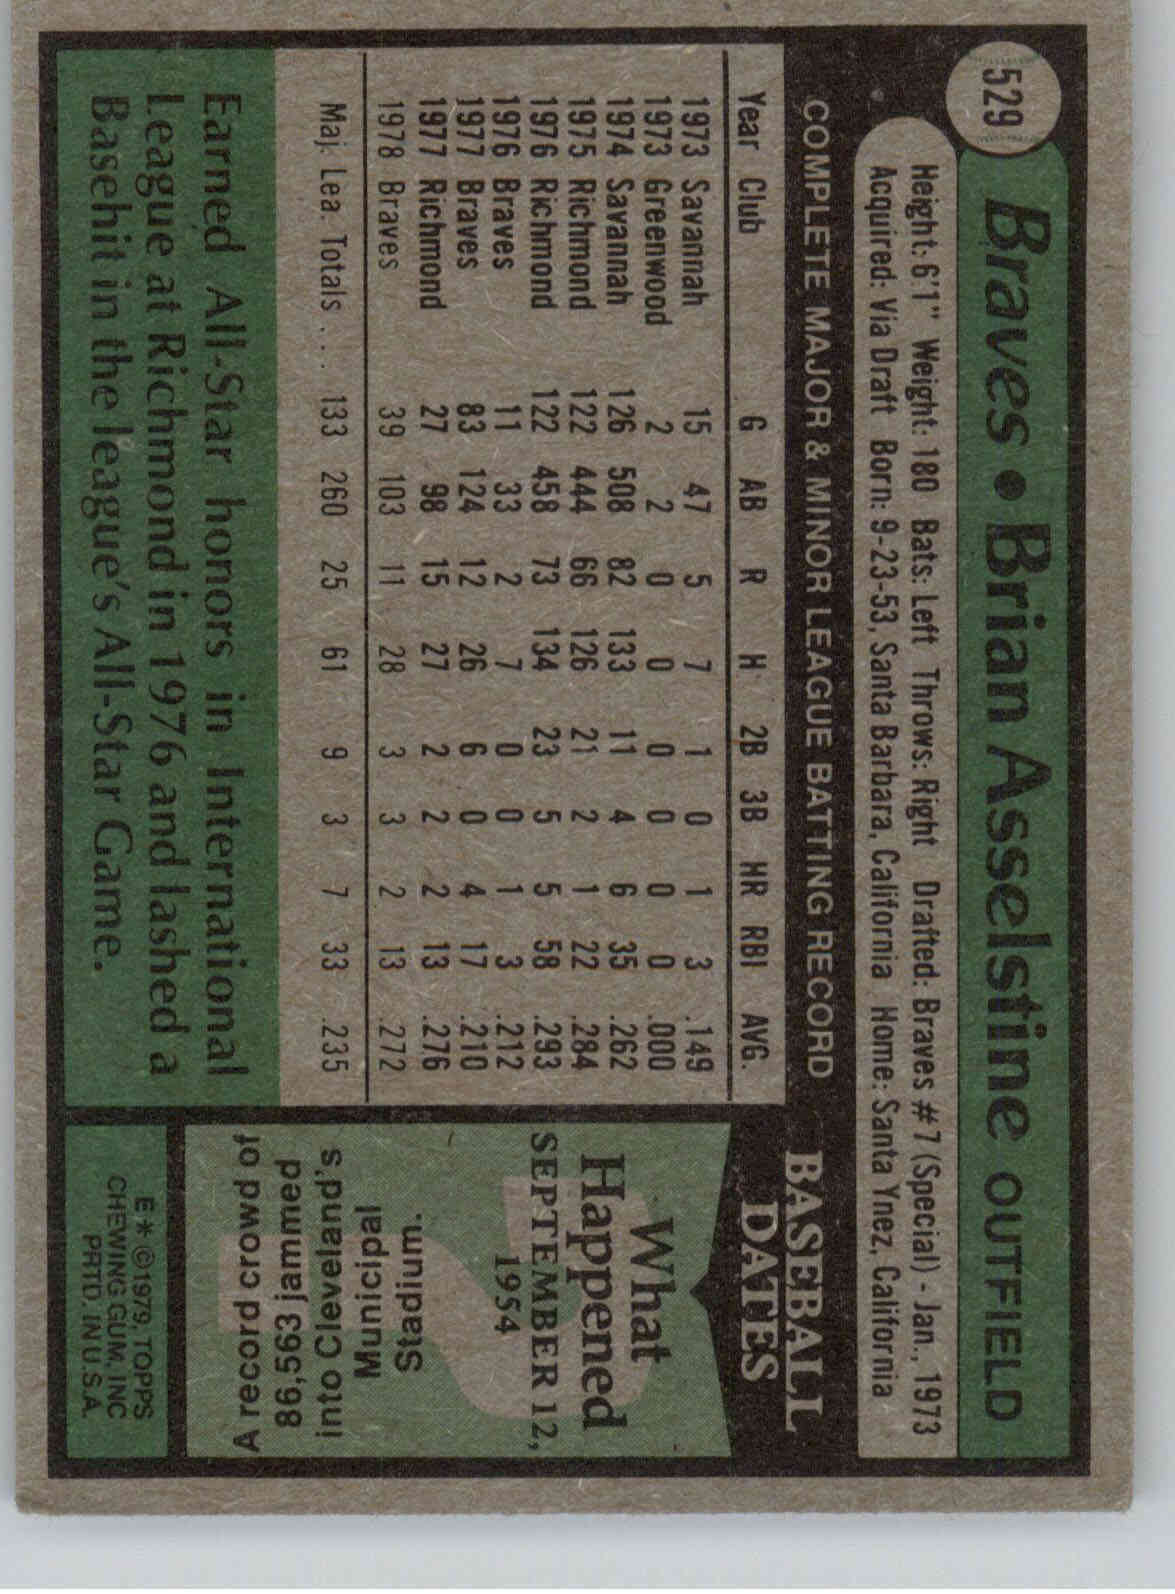 529
Braves • Brian Asselstine OUTFIELD
Height: 6'1" Weight: 180 Bats: Left Throws: Right Drafted: Braves #7 (Special) - Jan., 1973
Acquired: Via Draft Born: 9-23-53, Santa Barbara, California Home: Santa Ynez, California
COMPLETE MAJOR & MINOR LEAGUE BATTING RECORD
Year Club G AB R H 2B 3B HR RBI AVG.
1973 Savannah 15 47 5 7 1 0 1 3 .149
1973 Greenwood 2 2 0 0 0 0 0 0 .000
1974 Savannah 126 508 82 133 11 4 6 35 .262
1975 Richmond 122 444 66 126 21 2 1 22 .284
1976 Richmond 122 458 73 134 23 5 5 58 .293
1976 Braves 11 33 2 7 0 0 1 3 .212
1977 Braves 83 124 12 26 6 0 4 17 .210
1977 Richmond 27 98 15 27 2 2 2 13 .276
1978 Braves 39 103 11 28 3 3 2 13 .272
Maj. Lea. Totals . . . 133 260 25 61 9 3 7 33 .235
Earned All-Star honors in International
League at Richmond in 1976 and lashed a
Basehit in the league's All-Star Game.
BASEBALL
DATES
What
Happened
SEPTEMBER 12,
1954
A record crowd of
86,563 jammed
into Cleveland's
Municipal
Stadium.
E * © 1979, TOPPS
CHEWING GUM, INC
PRTD. IN U.S.A.